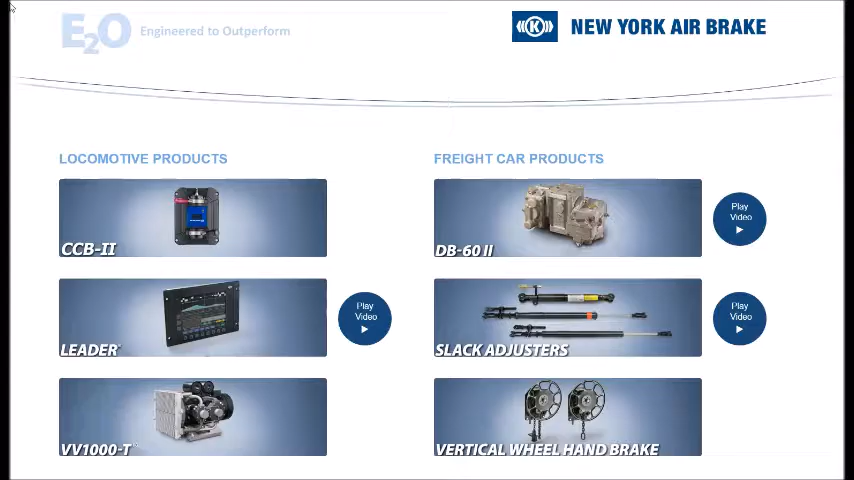 E2O Engineered to Outperform
NEW YORK AIR BRAKE
LOCOMOTIVE PRODUCTS
FREIGHT CAR PRODUCTS
CCB-II
DB-60 II
Play
Video
LEADER®
Play
Video
SLACK ADJUSTERS
Play
Video
VV1000-T
VERTICAL WHEEL HAND BRAKE